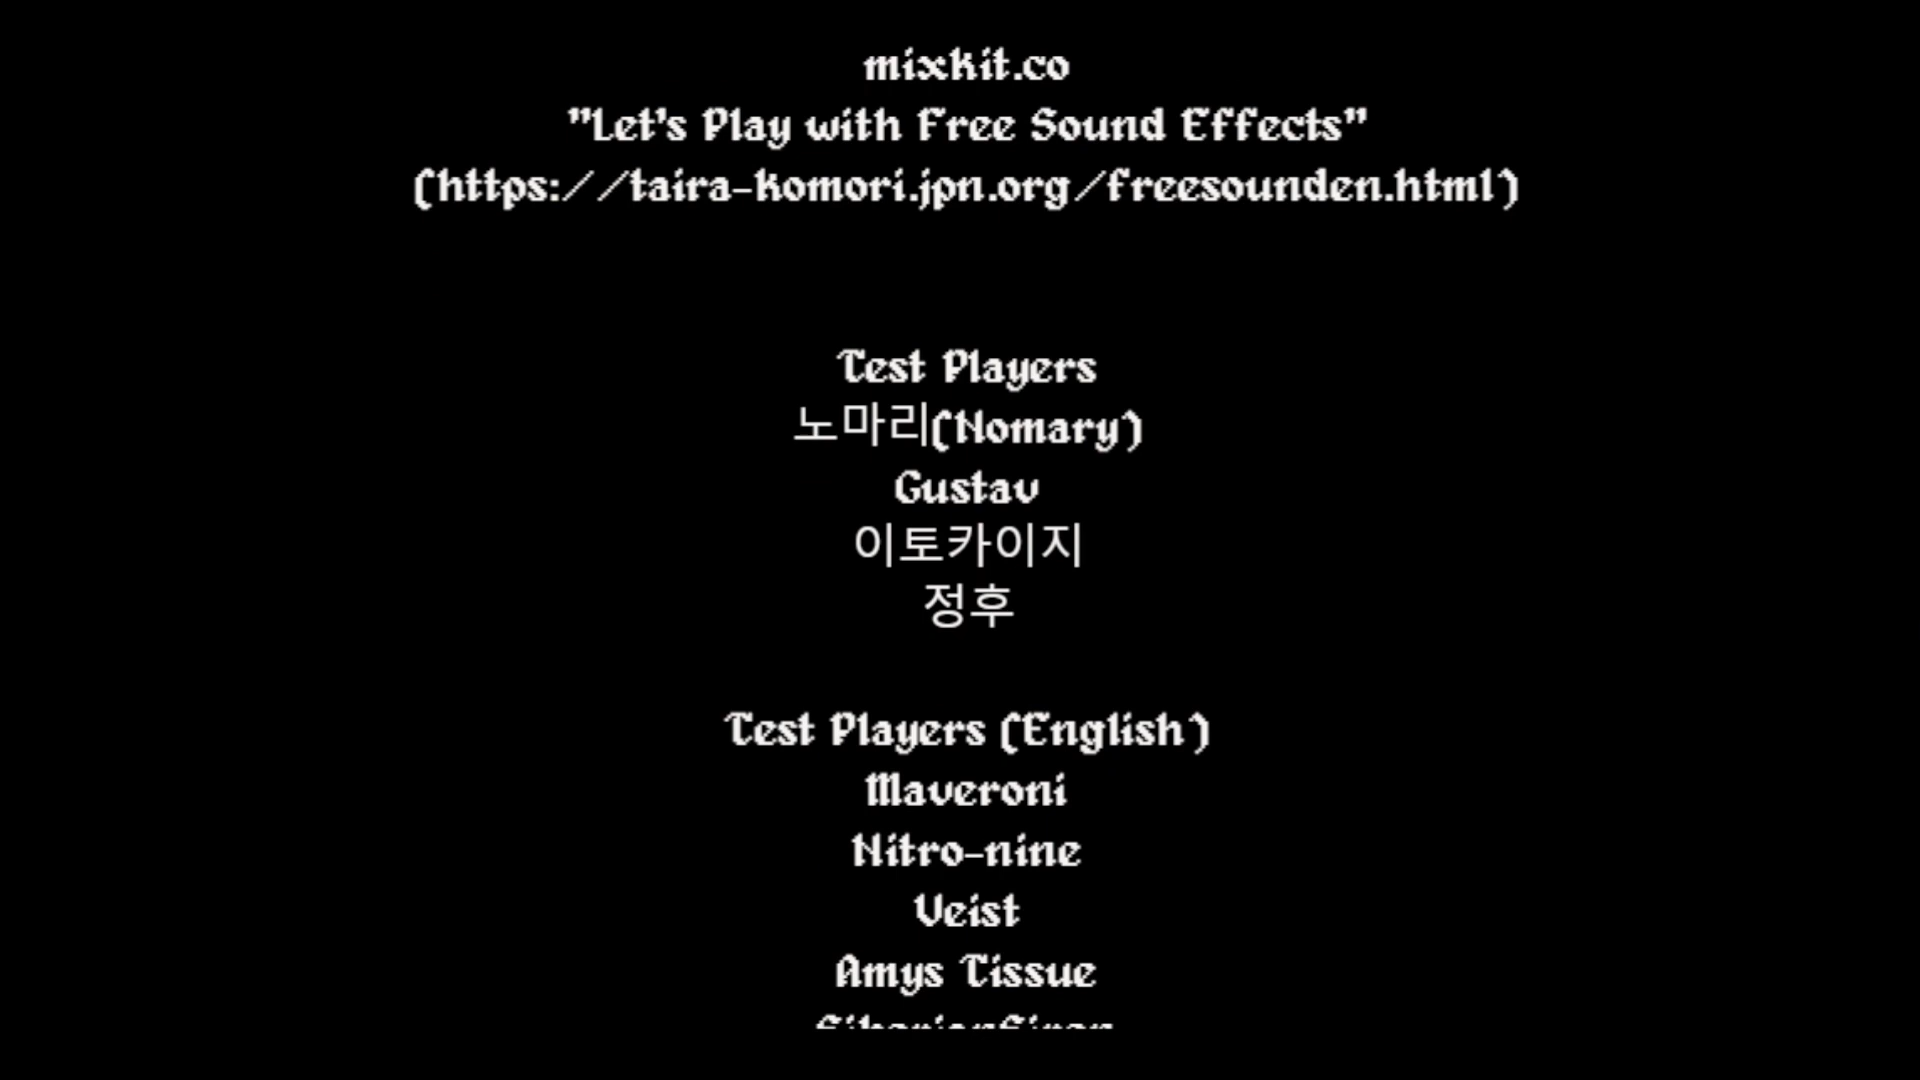 mixkit.co
"Let's Play with Free Sound Effects"
(https://taira-komori.jpn.org/freesounden.html)
Test Players
노마리(Nomary)
Gustav
이토카이지
정후
Test Players (English)
Maveroni
Nitro-nine
Veist
Amys Tissue